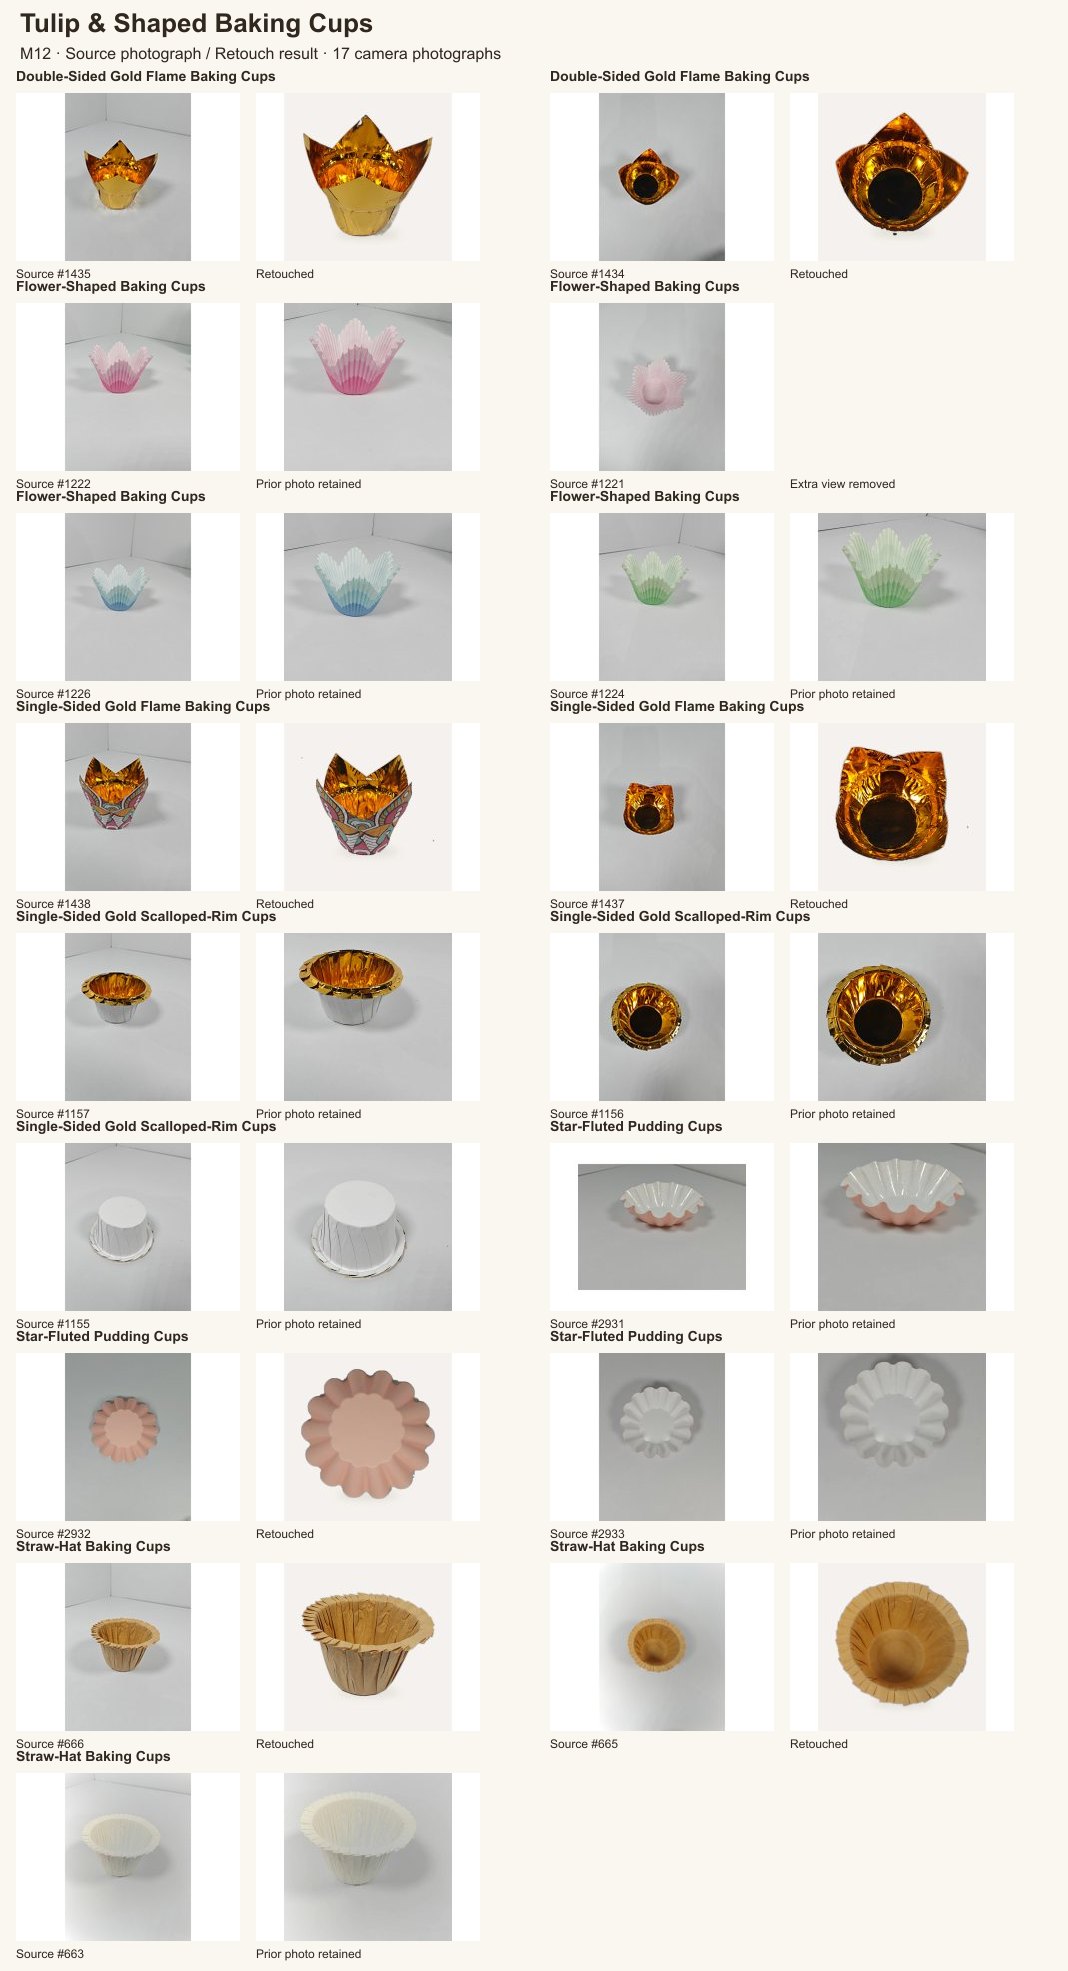 Tulip & Shaped Baking Cups
M12 · Source photograph / Retouch result · 17 camera photographs
Double-Sided Gold Flame Baking Cups
Double-Sided Gold Flame Baking Cups
Source #1435
Retouched
Source #1434
Retouched
Flower-Shaped Baking Cups
Flower-Shaped Baking Cups
Source #1222
Prior photo retained
Source #1221
Extra view removed
Flower-Shaped Baking Cups
Flower-Shaped Baking Cups
Source #1226
Prior photo retained
Source #1224
Prior photo retained
Single-Sided Gold Flame Baking Cups
Single-Sided Gold Flame Baking Cups
Source #1438
Retouched
Source #1437
Retouched
Single-Sided Gold Scalloped-Rim Cups
Single-Sided Gold Scalloped-Rim Cups
Source #1157
Prior photo retained
Source #1156
Prior photo retained
Single-Sided Gold Scalloped-Rim Cups
Star-Fluted Pudding Cups
Source #1155
Prior photo retained
Source #2931
Prior photo retained
Star-Fluted Pudding Cups
Star-Fluted Pudding Cups
Source #2932
Retouched
Source #2933
Prior photo retained
Straw-Hat Baking Cups
Straw-Hat Baking Cups
Source #666
Retouched
Source #665
Retouched
Straw-Hat Baking Cups
Source #663
Prior photo retained